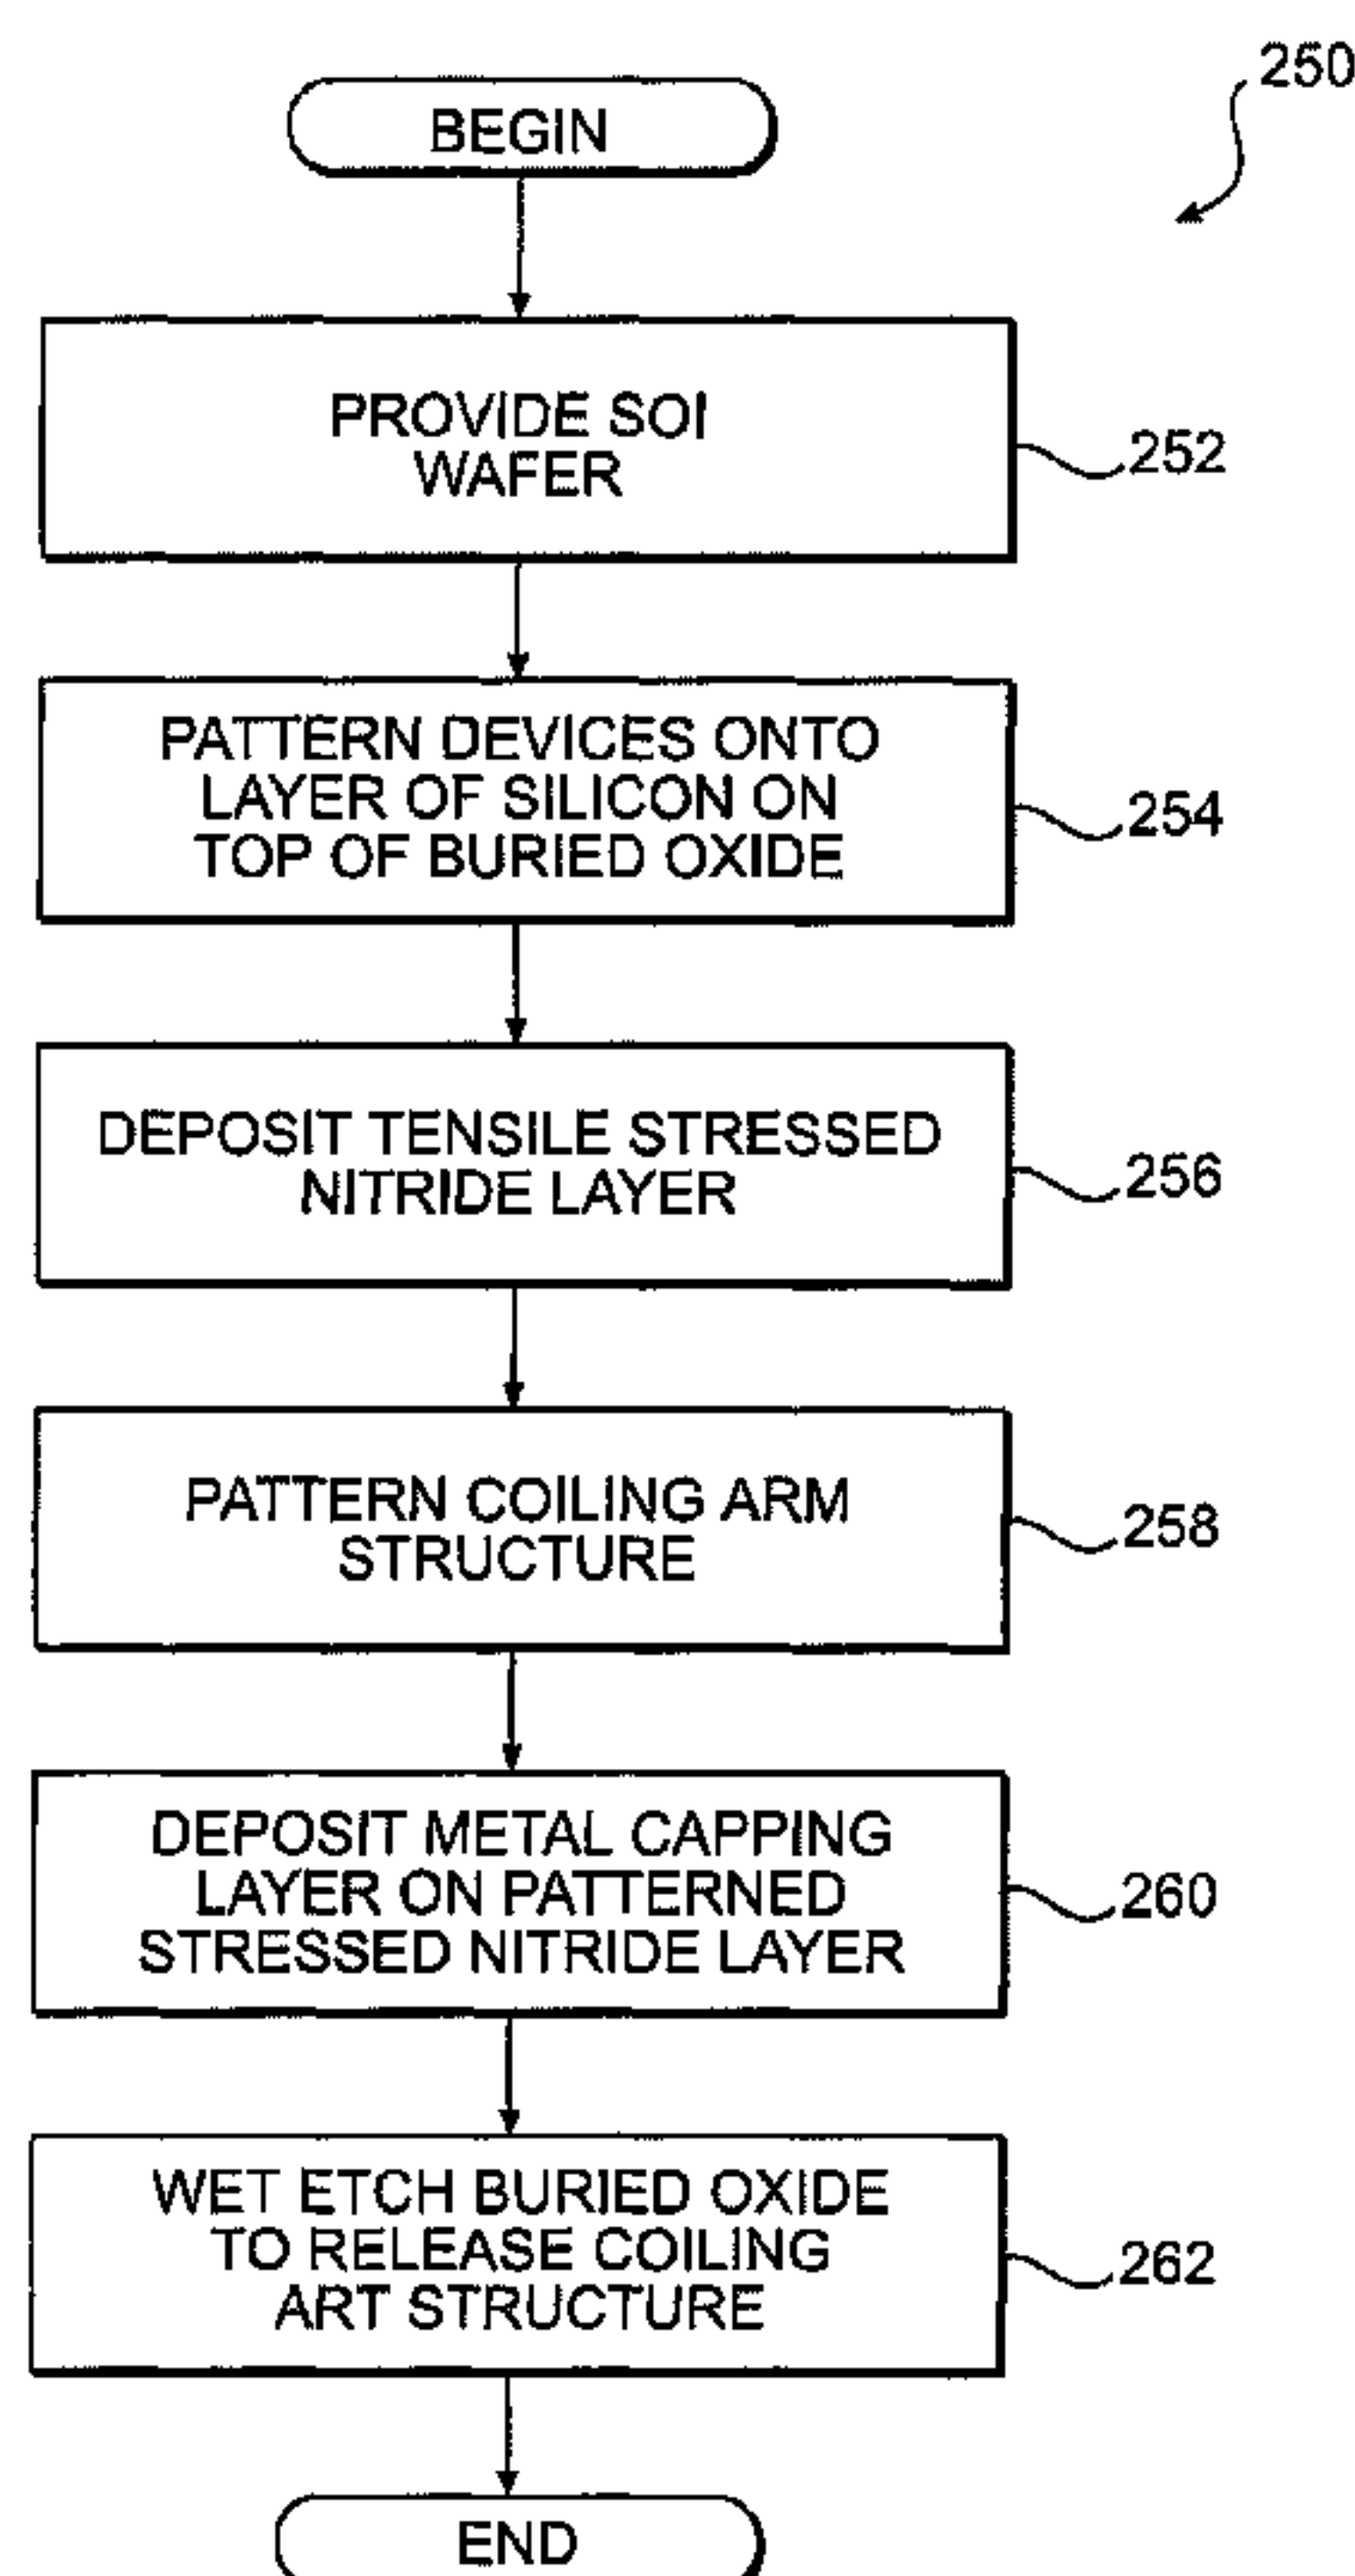 250
BEGIN
PROVIDE SOI
WAFER
252
PATTERN DEVICES ONTO
LAYER OF SILICON ON
TOP OF BURIED OXIDE
254
DEPOSIT TENSILE STRESSED
NITRIDE LAYER
256
PATTERN COILING ARM
STRUCTURE
258
DEPOSIT METAL CAPPING
LAYER ON PATTERNED
STRESSED NITRIDE LAYER
260
WET ETCH BURIED OXIDE
TO RELEASE COILING
ART STRUCTURE
262
END